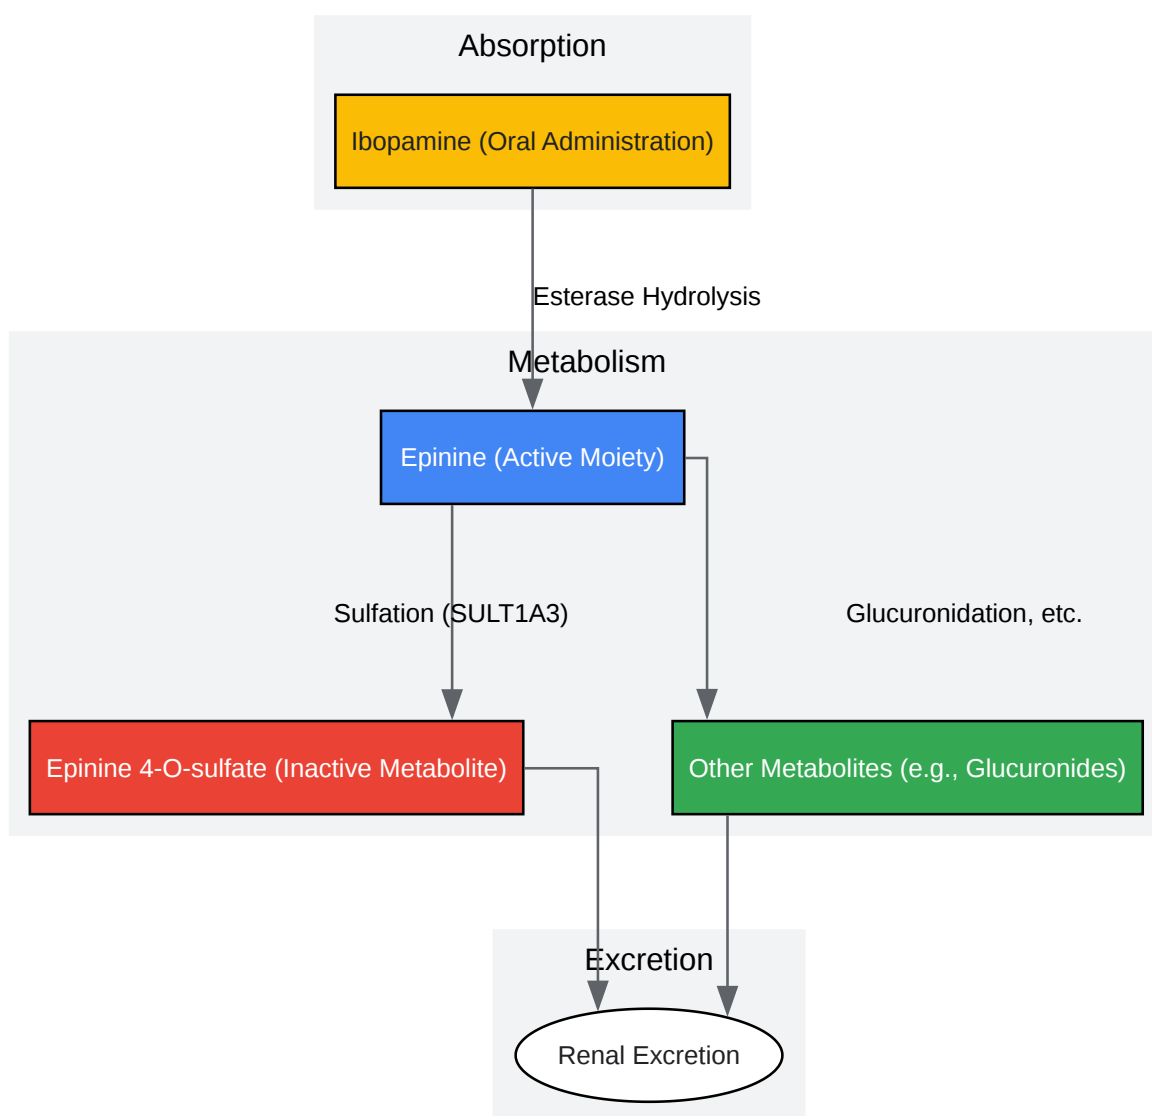 Absorption
Ibopamine (Oral Administration)
Esterase Hydrolysis
Metabolism
Epinine (Active Moiety)
Sulfation (SULT1A3)
Glucuronidation, etc.
Epinine 4-O-sulfate (Inactive Metabolite)
Other Metabolites (e.g., Glucuronides)
Excretion
Renal Excretion